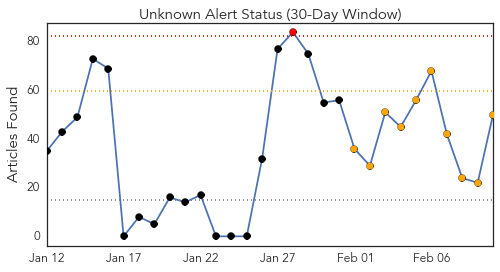 Unknown Alert Status (30-Day Window)
Articles Found
80
60
40
20
0
Jan 12
Jan 17
Jan 22
Jan 27
Feb 01
Feb 06